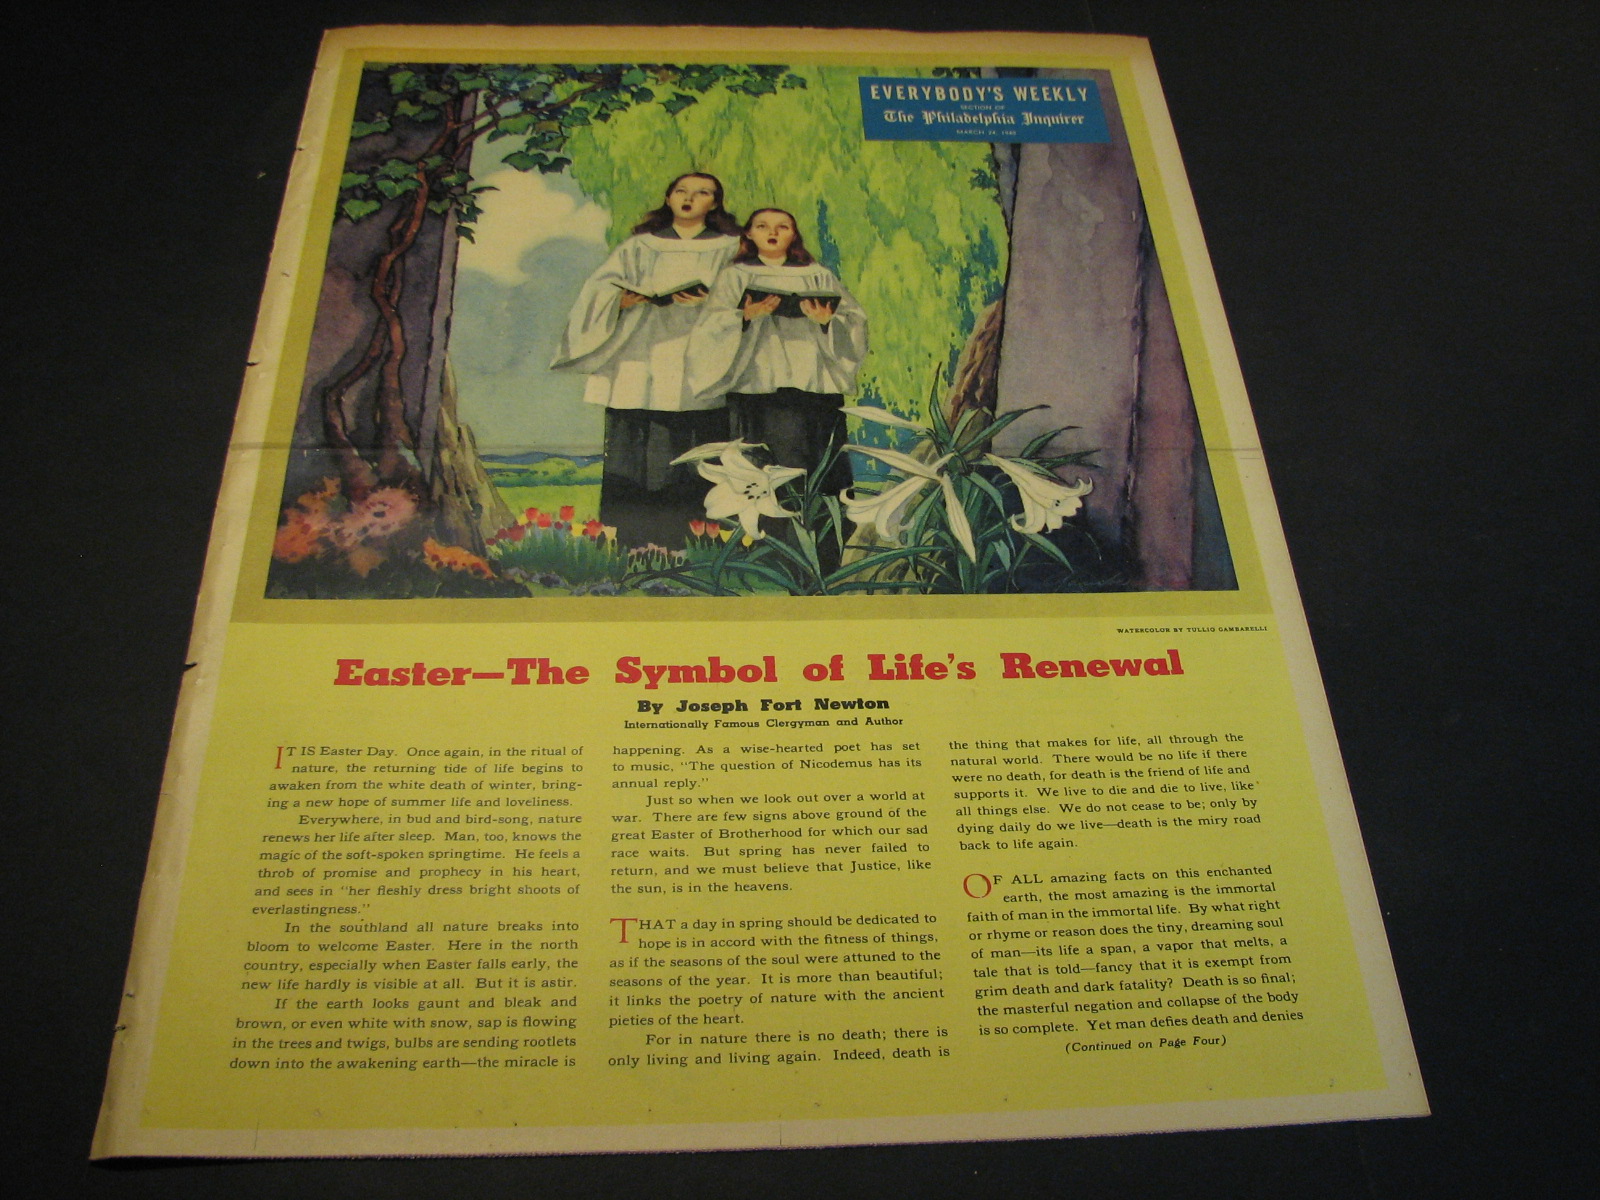 EVERYBODY'S WEEKLY
SECTION OF
The Philadelphia Inquirer
MARCH 24, 1940
WATERCOLOR BY TULLIO GAMBARELLI
Easter—The Symbol of Life's Renewal
By Joseph Fort Newton
Internationally Famous Clergyman and Author
IT IS Easter Day. Once again, in the ritual of
nature, the returning tide of life begins to
awaken from the white death of winter, bring-
ing a new hope of summer life and loveliness.
Everywhere, in bud and bird-song, nature
renews her life after sleep. Man, too, knows the
magic of the soft-spoken springtime. He feels a
throb of promise and prophecy in his heart,
and sees in "her fleshly dress bright shoots of
everlastingness."
In the southland all nature breaks into
bloom to welcome Easter. Here in the north
country, especially when Easter falls early, the
new life hardly is visible at all. But it is astir.
If the earth looks gaunt and bleak and
brown, or even white with snow, sap is flowing
in the trees and twigs, bulbs are sending rootlets
down into the awakening earth—the miracle is
happening. As a wise-hearted poet has set
to music, "The question of Nicodemus has its
annual reply."
Just so when we look out over a world at
war. There are few signs above ground of the
great Easter of Brotherhood for which our sad
race waits. But spring has never failed to
return, and we must believe that Justice, like
the sun, is in the heavens.
THAT a day in spring should be dedicated to
hope is in accord with the fitness of things,
as if the seasons of the soul were attuned to the
seasons of the year. It is more than beautiful;
it links the poetry of nature with the ancient
pieties of the heart.
For in nature there is no death; there is
only living and living again. Indeed, death is
the thing that makes for life, all through the
natural world. There would be no life if there
were no death, for death is the friend of life and
supports it. We live to die and die to live, like
all things else. We do not cease to be; only by
dying daily do we live—death is the miry road
back to life again.
OF ALL amazing facts on this enchanted
earth, the most amazing is the immortal
faith of man in the immortal life. By what right
or rhyme or reason does the tiny, dreaming soul
of man—its life a span, a vapor that melts, a
tale that is told—fancy that it is exempt from
grim death and dark fatality? Death is so final;
the masterful negation and collapse of the body
is so complete. Yet man defies death and denies
(Continued on Page Four)